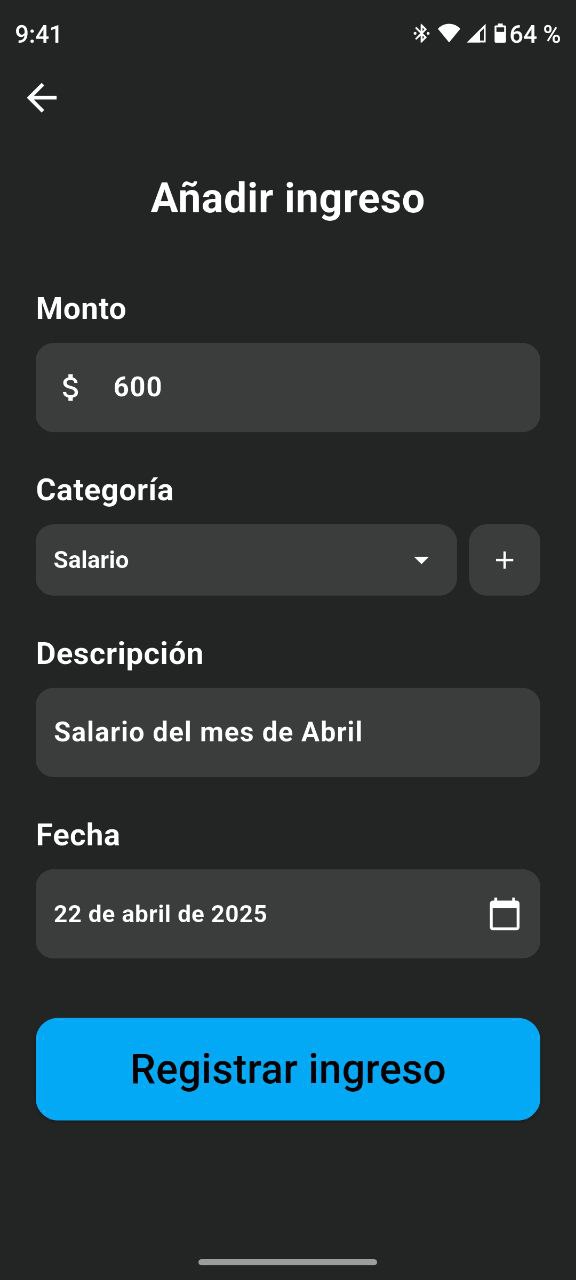 9:41
64 %
Añadir ingreso
Monto
$ 600
Categoría
Salario
+
Descripción
Salario del mes de Abril
Fecha
22 de abril de 2025
Registrar ingreso